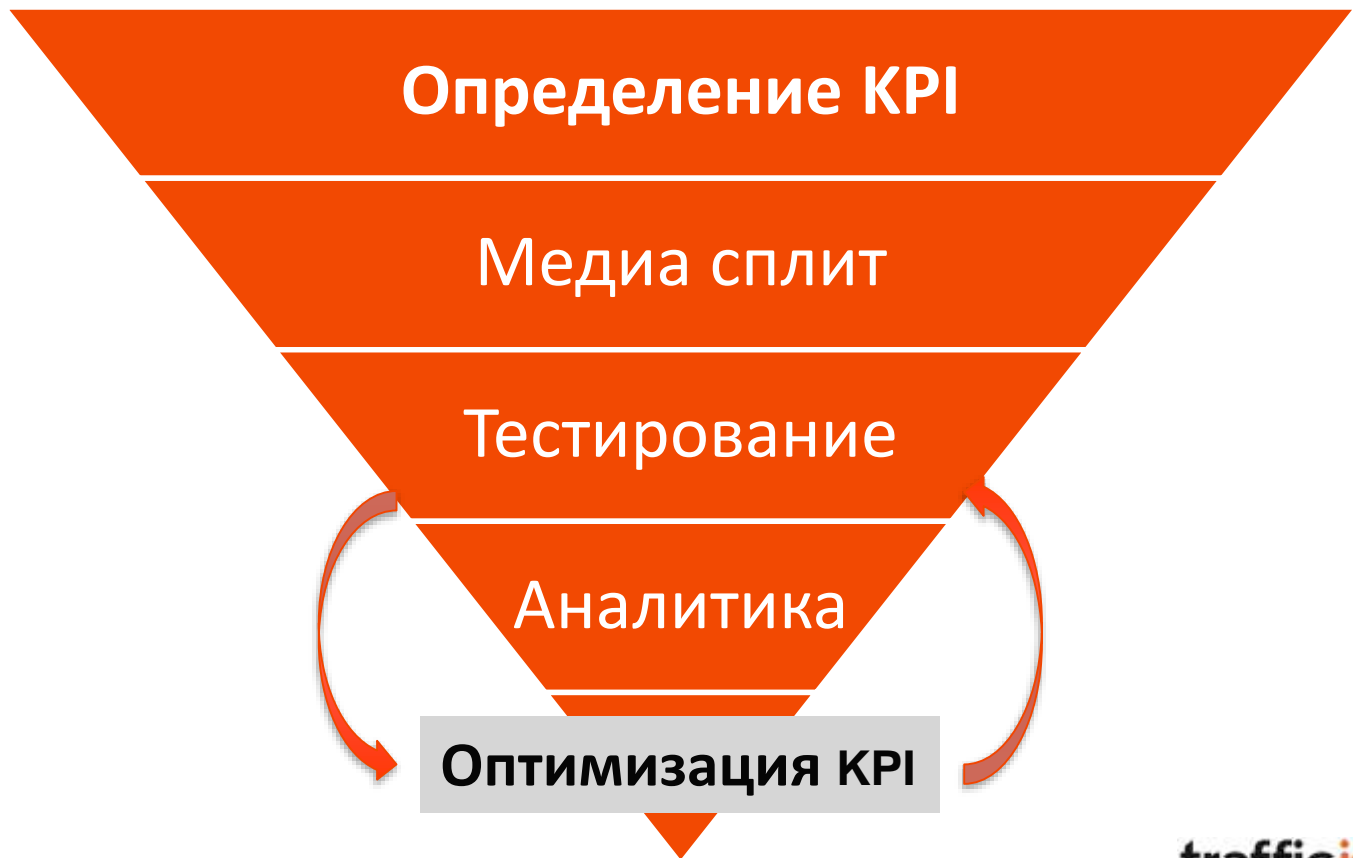 Определение KPI
Медиа сплит
Тестирование
Аналитика
Оптимизация KPI